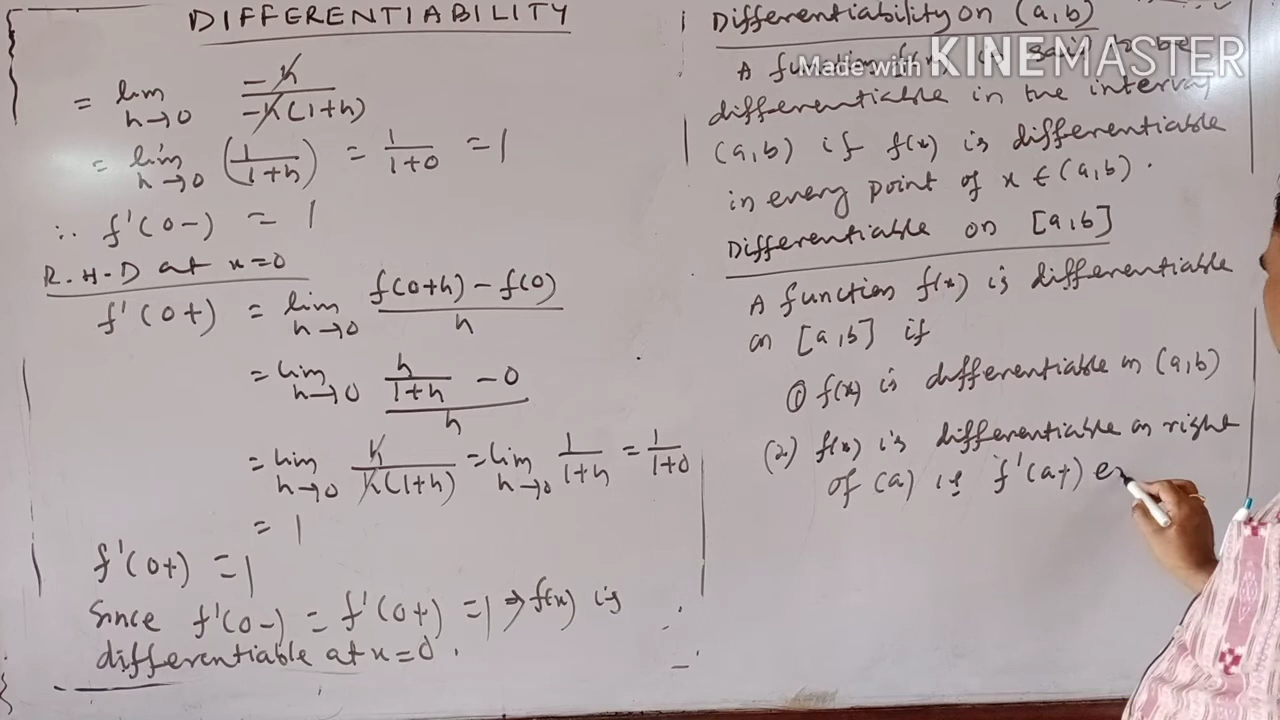 DIFFERENTIABILITY
= lim h→0 -h / -h(1+h)
= lim h→0 (1/1+h) = 1/1+0 = 1
∴ f'(0-) = 1
R.H.D at x=0
f'(0+) = lim h→0 f(0+h) - f(0) / h
= lim h→0 h/1+h - 0 / h
= lim h→0 h / h(1+h) = lim h→0 1/1+h = 1/1+0
= 1
f'(0+) = 1
Since f'(0-) = f'(0+) = 1 ⇒ f(x) is
differentiable at x=0.
Differentiability on (a,b)
A function f(x) is said to be
differentiable in the interval
(a,b) if f(x) is differentiable
in every point of x ∈ (a,b).
Differentiable on [a,b]
A function f(x) is differentiable
on [a,b] if
① f(x) is differentiable on (a,b)
(2) f(x) is differentiable on right
of (a) if f'(a+) ex
Made with KINEMASTER